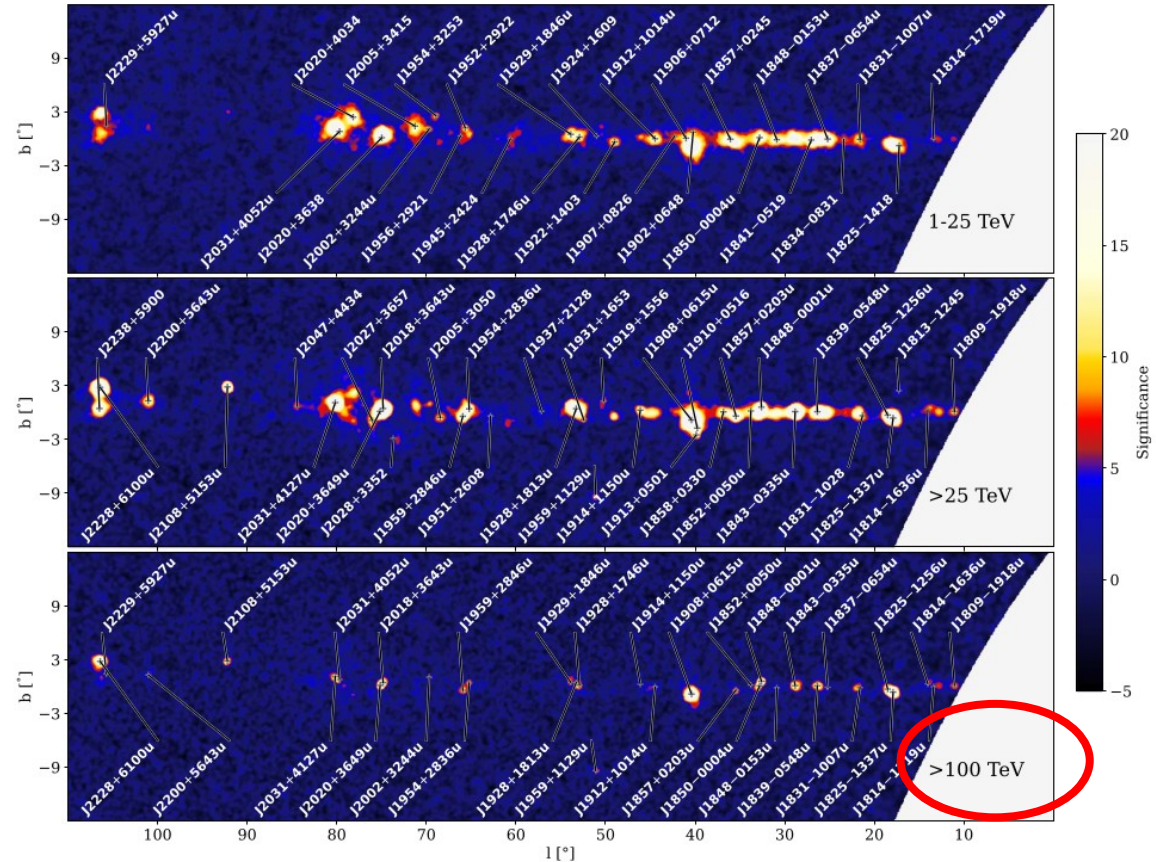 J2229+5927u
J2020+4034
J2005+3415
J1954+3253
J1952+2922
J1929+1846u
J1924+1609
J1912+1014u
J1906+0712
J1857+0245
J1848−0153u
J1837−0654u
J1831−1007u
J1814−1719u
9
3
−3
−9
b [°]
J2031+4052u
J2020+3638
J2002+3244u
J1956+2921
J1945+2424
J1928+1746u
J1922+1403
J1907+0826
J1902+0648
J1850−0004u
J1841−0519
J1834−0831
J1825−1418
1-25 TeV
J2238+5900
J2200+5643u
J2047+4434
J2027+3657
J2018+3643u
J2005+3050
J1954+2836u
J1937+2128
J1931+1653
J1919+1556
J1908+0615u
J1910+0516
J1857+0203u
J1848−0001u
J1839−0548u
J1825−1256u
J1813−1245
J1809−1918u
9
3
−3
−9
b [°]
J2228+6100u
J2108+5153u
J2031+4127u
J2020+3649u
J2028+3352
J1959+2846u
J1951+2608
J1928+1813u
J1959+1129u
J1914+1150u
J1913+0501
J1858+0330
J1852+0050u
J1843−0335u
J1831−1028
J1825−1337u
J1814−1636u
>25 TeV
J2229+5927u
J2108+5153u
J2031+4052u
J2018+3643u
J1959+2846u
J1929+1846u
J1928+1746u
J1914+1150u
J1908+0615u
J1852+0050u
J1848−0001u
J1843−0335u
J1837−0654u
J1825−1256u
J1814−1636u
J1809−1918u
9
3
−3
−9
b [°]
J2228+6100u
J2200+5643u
J2031+4127u
J2020+3649u
J2002+3244u
J1954+2836u
J1928+1813u
J1959+1129u
J1912+1014u
J1857+0203u
J1850−0004u
J1848−0153u
J1839−0548u
J1831−1007u
J1825−1337u
>100 TeV
100 90 80 70 60 50 40 30 20 10
l [°]
20
15
10
5
0
−5
Significance